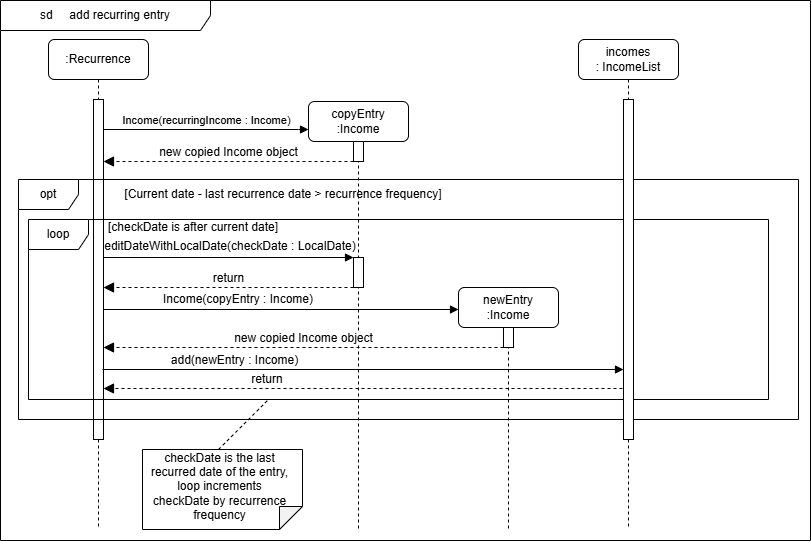 sd add recurring entry
:Recurrence
incomes
: IncomeList
Income(recurringIncome : Income)
copyEntry
:Income
new copied Income object
opt
[Current date - last recurrence date > recurrence frequency]
loop
[checkDate is after current date]
editDateWithLocalDate(checkDate : LocalDate)
return
Income(copyEntry : Income)
newEntry
:Income
new copied Income object
add(newEntry : Income)
return
checkDate is the last
recurred date of the entry,
loop increments
checkDate by recurrence
frequency